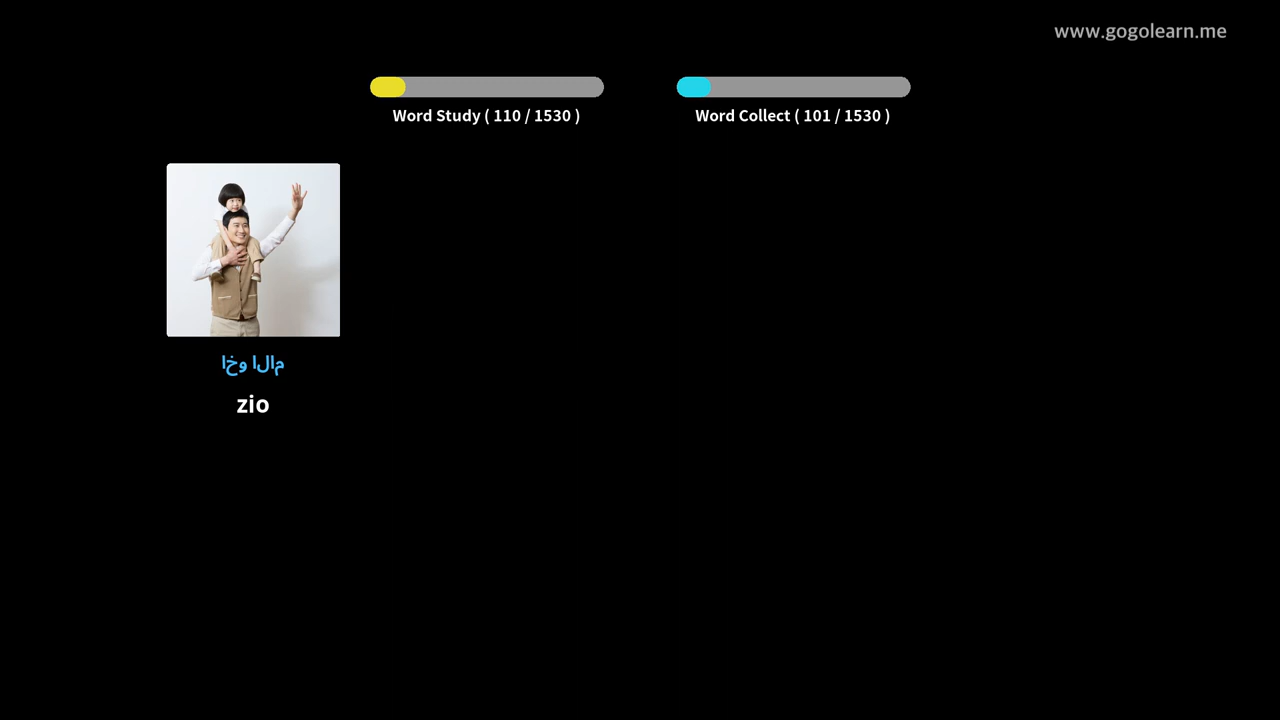 www.gogolearn.me
Word Study ( 110 / 1530 )
Word Collect ( 101 / 1530 )
اخو الام
zio